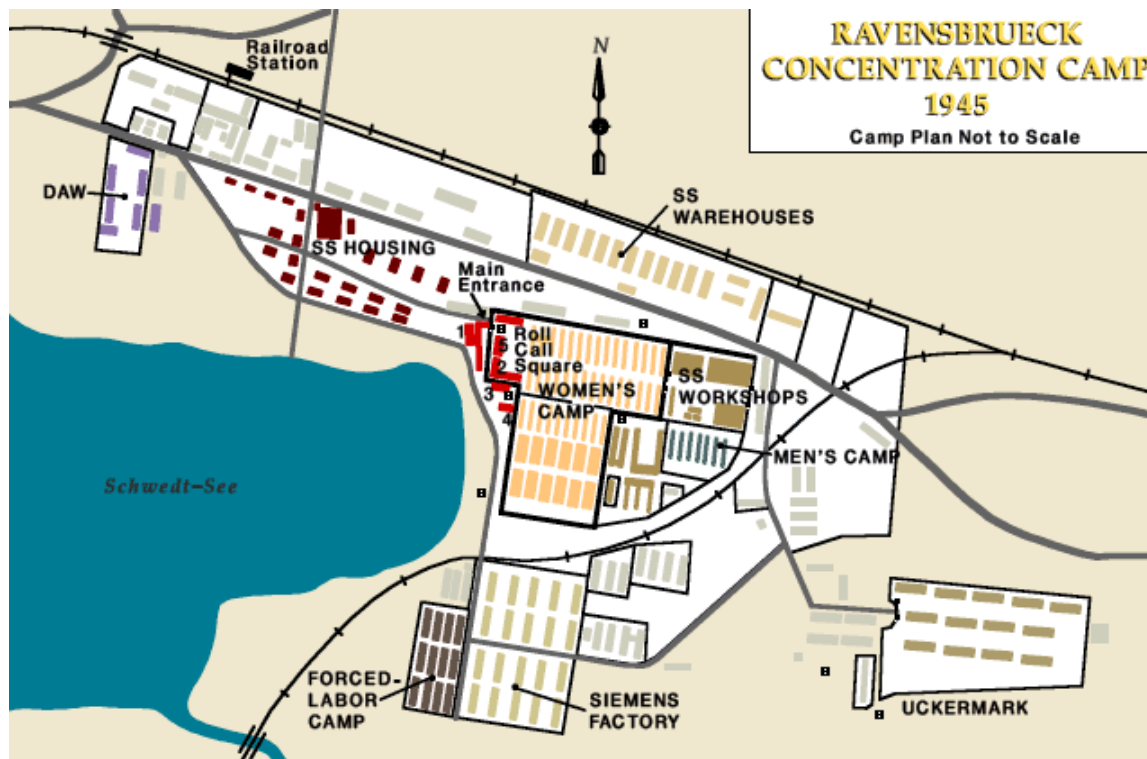 RAVENSBRUECK
CONCENTRATION CAMP
1945
Camp Plan Not to Scale
N
Railroad
Station
DAW
SS HOUSING
SS
WAREHOUSES
Main
Entrance
1
5
2
3
4
Roll
Call
Square
WOMEN'S
CAMP
SS
WORKSHOPS
MEN'S CAMP
Schwedt-See
FORCED-
LABOR
CAMP
SIEMENS
FACTORY
UCKERMARK